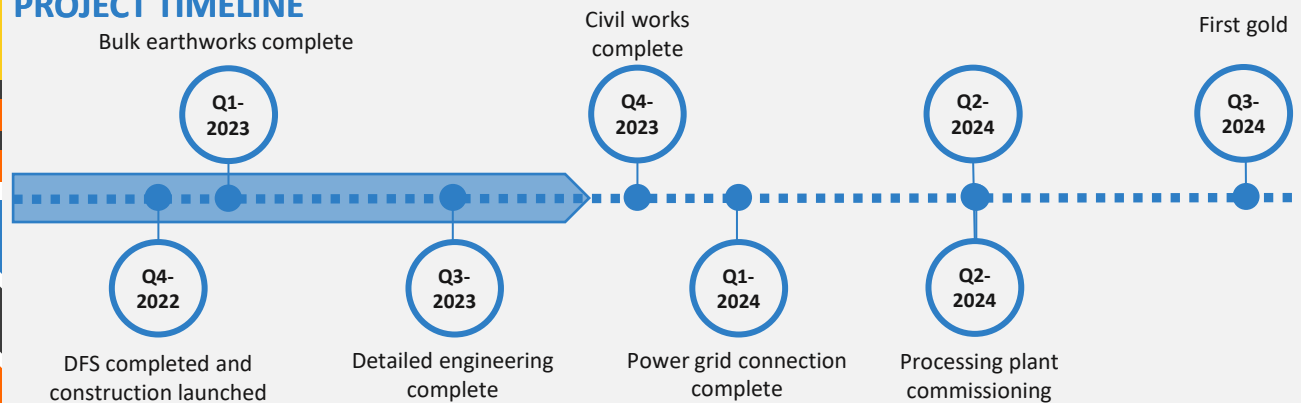 PROJECT TIMELINE
Bulk earthworks complete
Civil works
complete
First gold
Q1-
2023
Q4-
2023
Q2-
2024
Q3-
2024
Q4-
2022
Q3-
2023
Q1-
2024
Q2-
2024
DFS completed and
construction launched
Detailed engineering
complete
Power grid connection
complete
Processing plant
commissioning